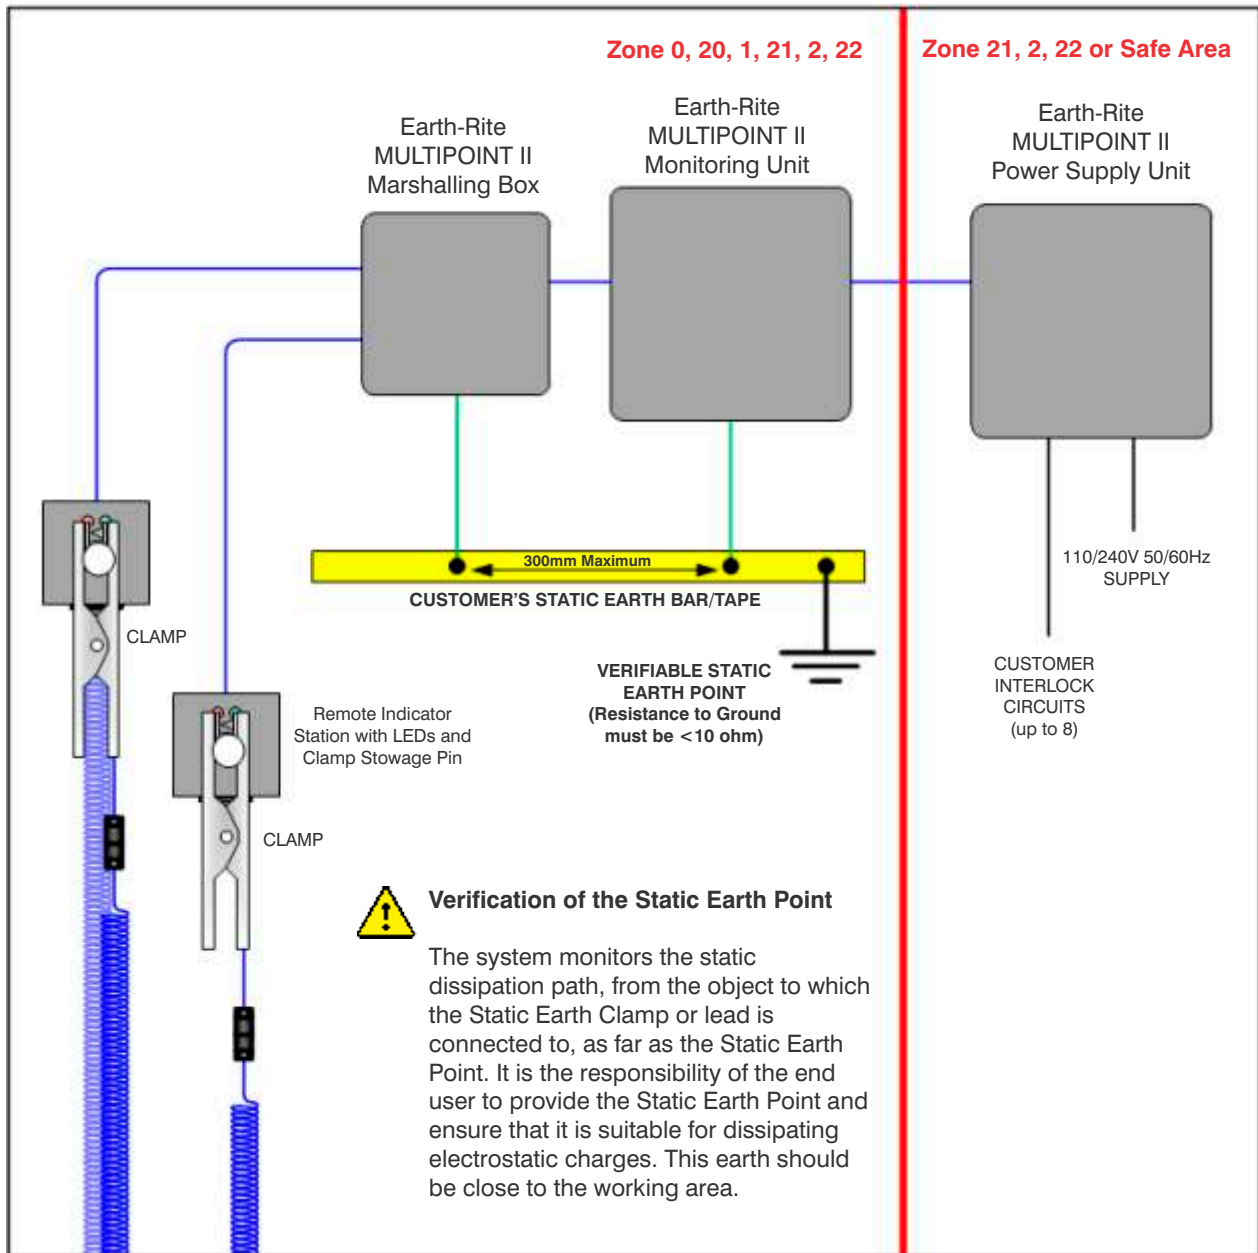 Zone 0, 20, 1, 21, 2, 22
Zone 21, 2, 22 or Safe Area
Earth-Rite
MULTIPOINT II
Marshalling Box
Earth-Rite
MULTIPOINT II
Monitoring Unit
Earth-Rite
MULTIPOINT II
Power Supply Unit
300mm Maximum
CUSTOMER'S STATIC EARTH BAR/TAPE
110/240V 50/60Hz
SUPPLY
CLAMP
VERIFIABLE STATIC
EARTH POINT
(Resistance to Ground
must be <10 ohm)
CUSTOMER
INTERLOCK
CIRCUITS
(up to 8)
Remote Indicator
Station with LEDs and
Clamp Stowage Pin
CLAMP
Verification of the Static Earth Point
The system monitors the static
dissipation path, from the object to which
the Static Earth Clamp or lead is
connected to, as far as the Static Earth
Point. It is the responsibility of the end
user to provide the Static Earth Point and
ensure that it is suitable for dissipating
electrostatic charges. This earth should
be close to the working area.